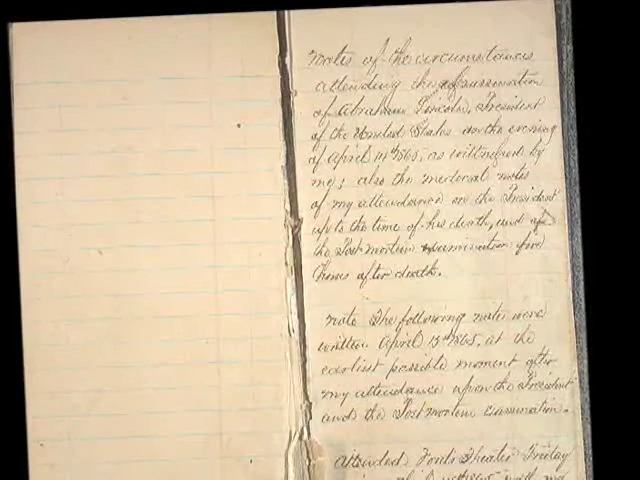 Notes of the circumstances
attending the assassination
of Abraham Lincoln, President
of the United States on the evening
of April 14th 1865, as witnessed by
me; also the medical notes
of my attendance on the President
up to the time of his death, and of
the Post mortem examination five
hours after death.
Note The following notes were
written April 15th 1865, at the
earliest possible moment after
my attendance upon the President
and the Post mortem examination.
Attended Fords Theater Friday